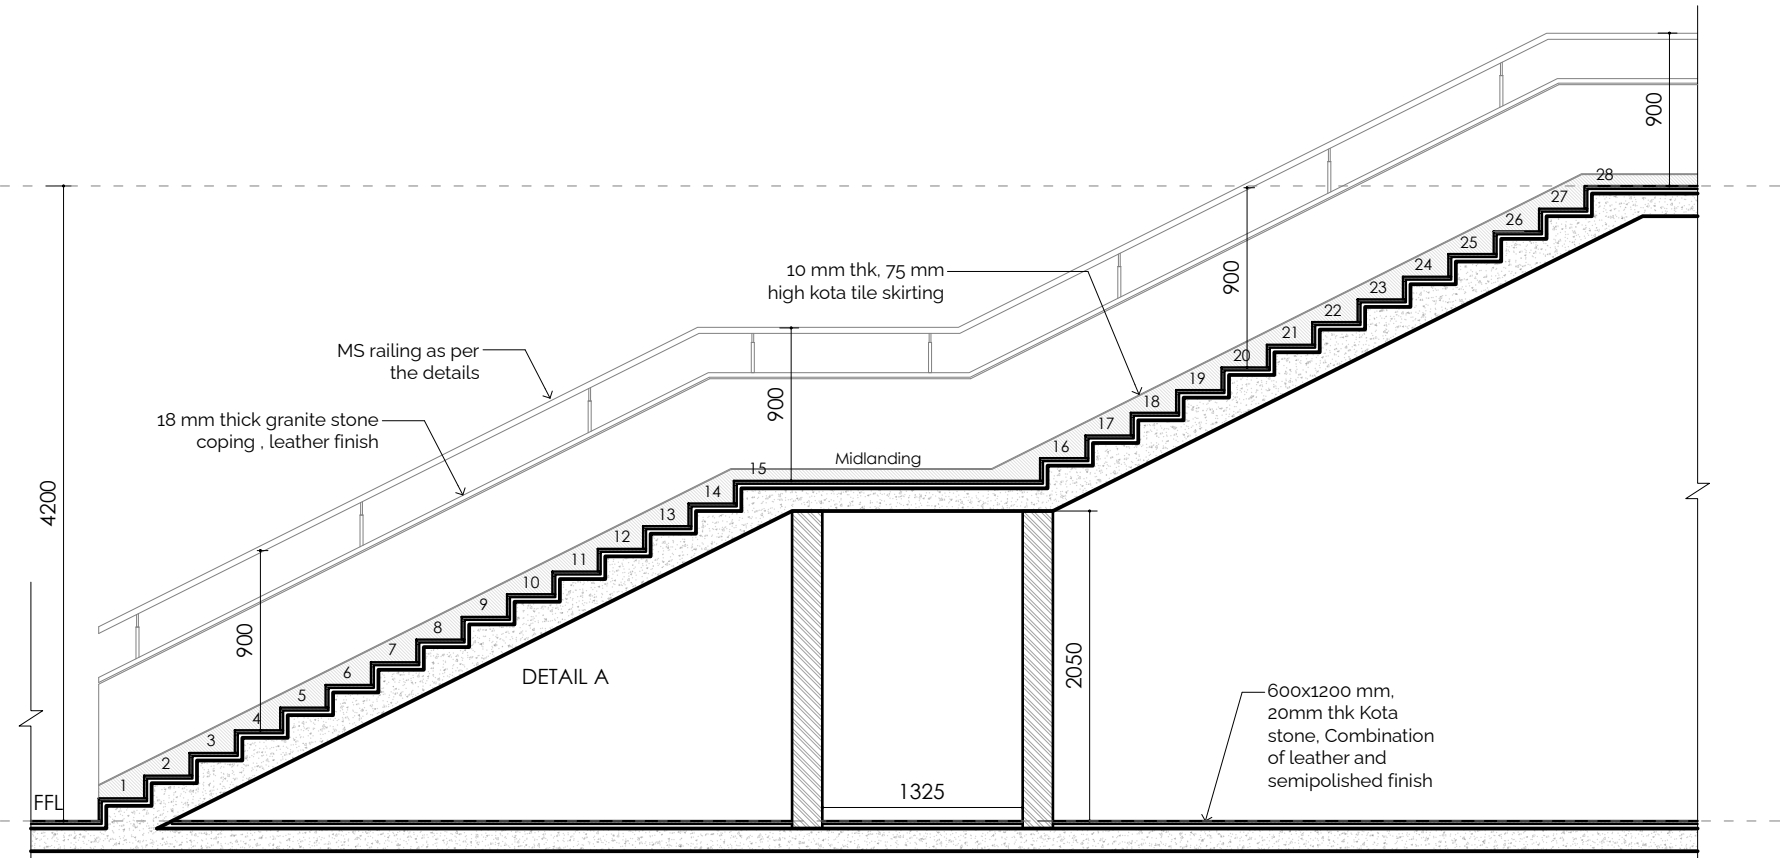 900
28
27
26
25
24
23
22
21
20
19
18
17
16
10 mm thk, 75 mm
high kota tile skirting
900
MS railing as per
the details
18 mm thick granite stone
coping , leather finish
900
Midlanding
15
14
13
12
11
10
9
8
7
6
5
4
3
2
1
4200
900
FFL
DETAIL A
2050
1325
600x1200 mm,
20mm thk Kota
stone, Combination
of leather and
semipolished finish